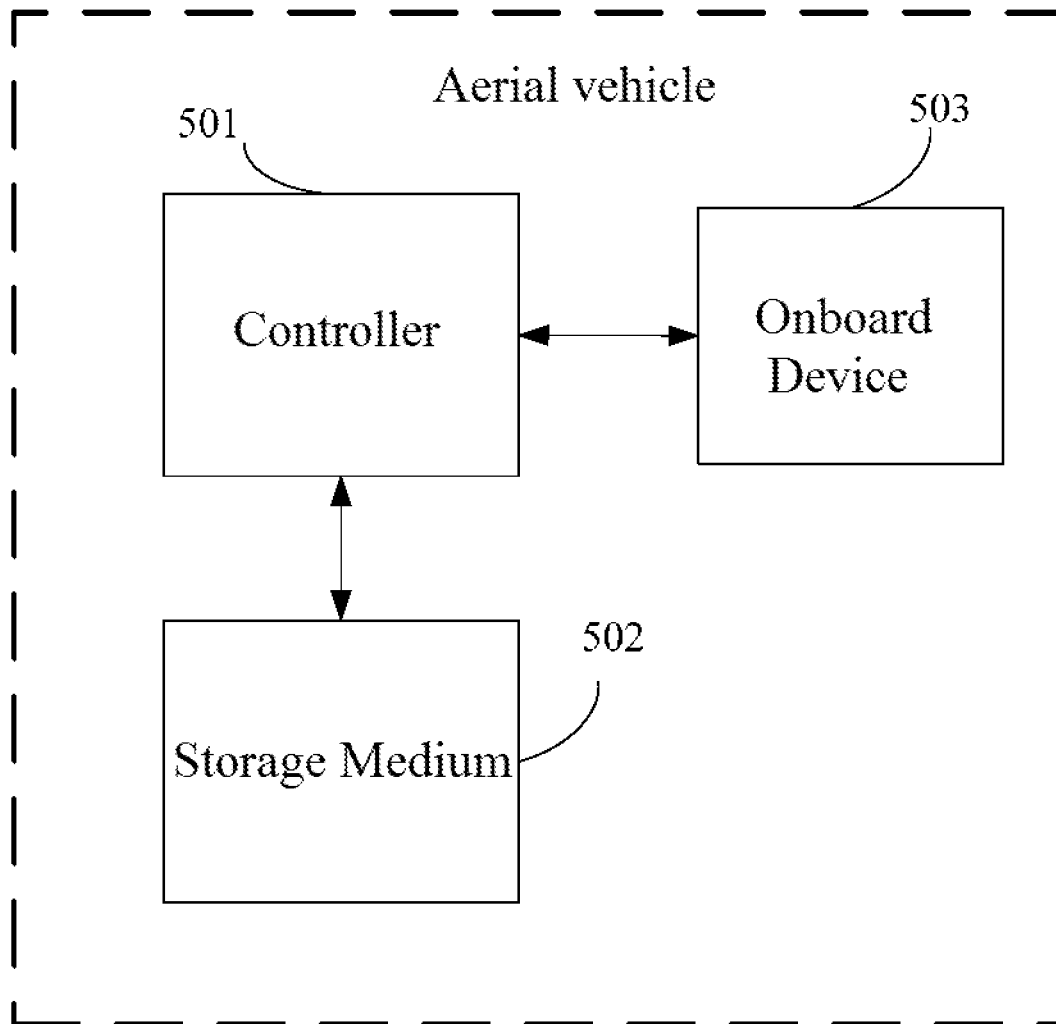 Aerial vehicle
501
503
Controller
Onboard
Device
502
Storage Medium